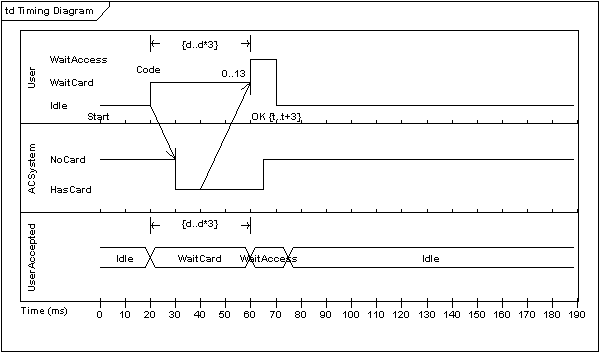 td Timing Diagram
User
{d..d*3}
WaitAccess
Code
0..13
WaitCard
Idle
Start
OK {t..t+3}
ACSystem
NoCard
HasCard
UserAccepted
{d..d*3}
Idle
WaitCard
WaitAccess
Idle
Time (ms)
0 10 20 30 40 50 60 70 80 90 100 110 120 130 140 150 160 170 180 190